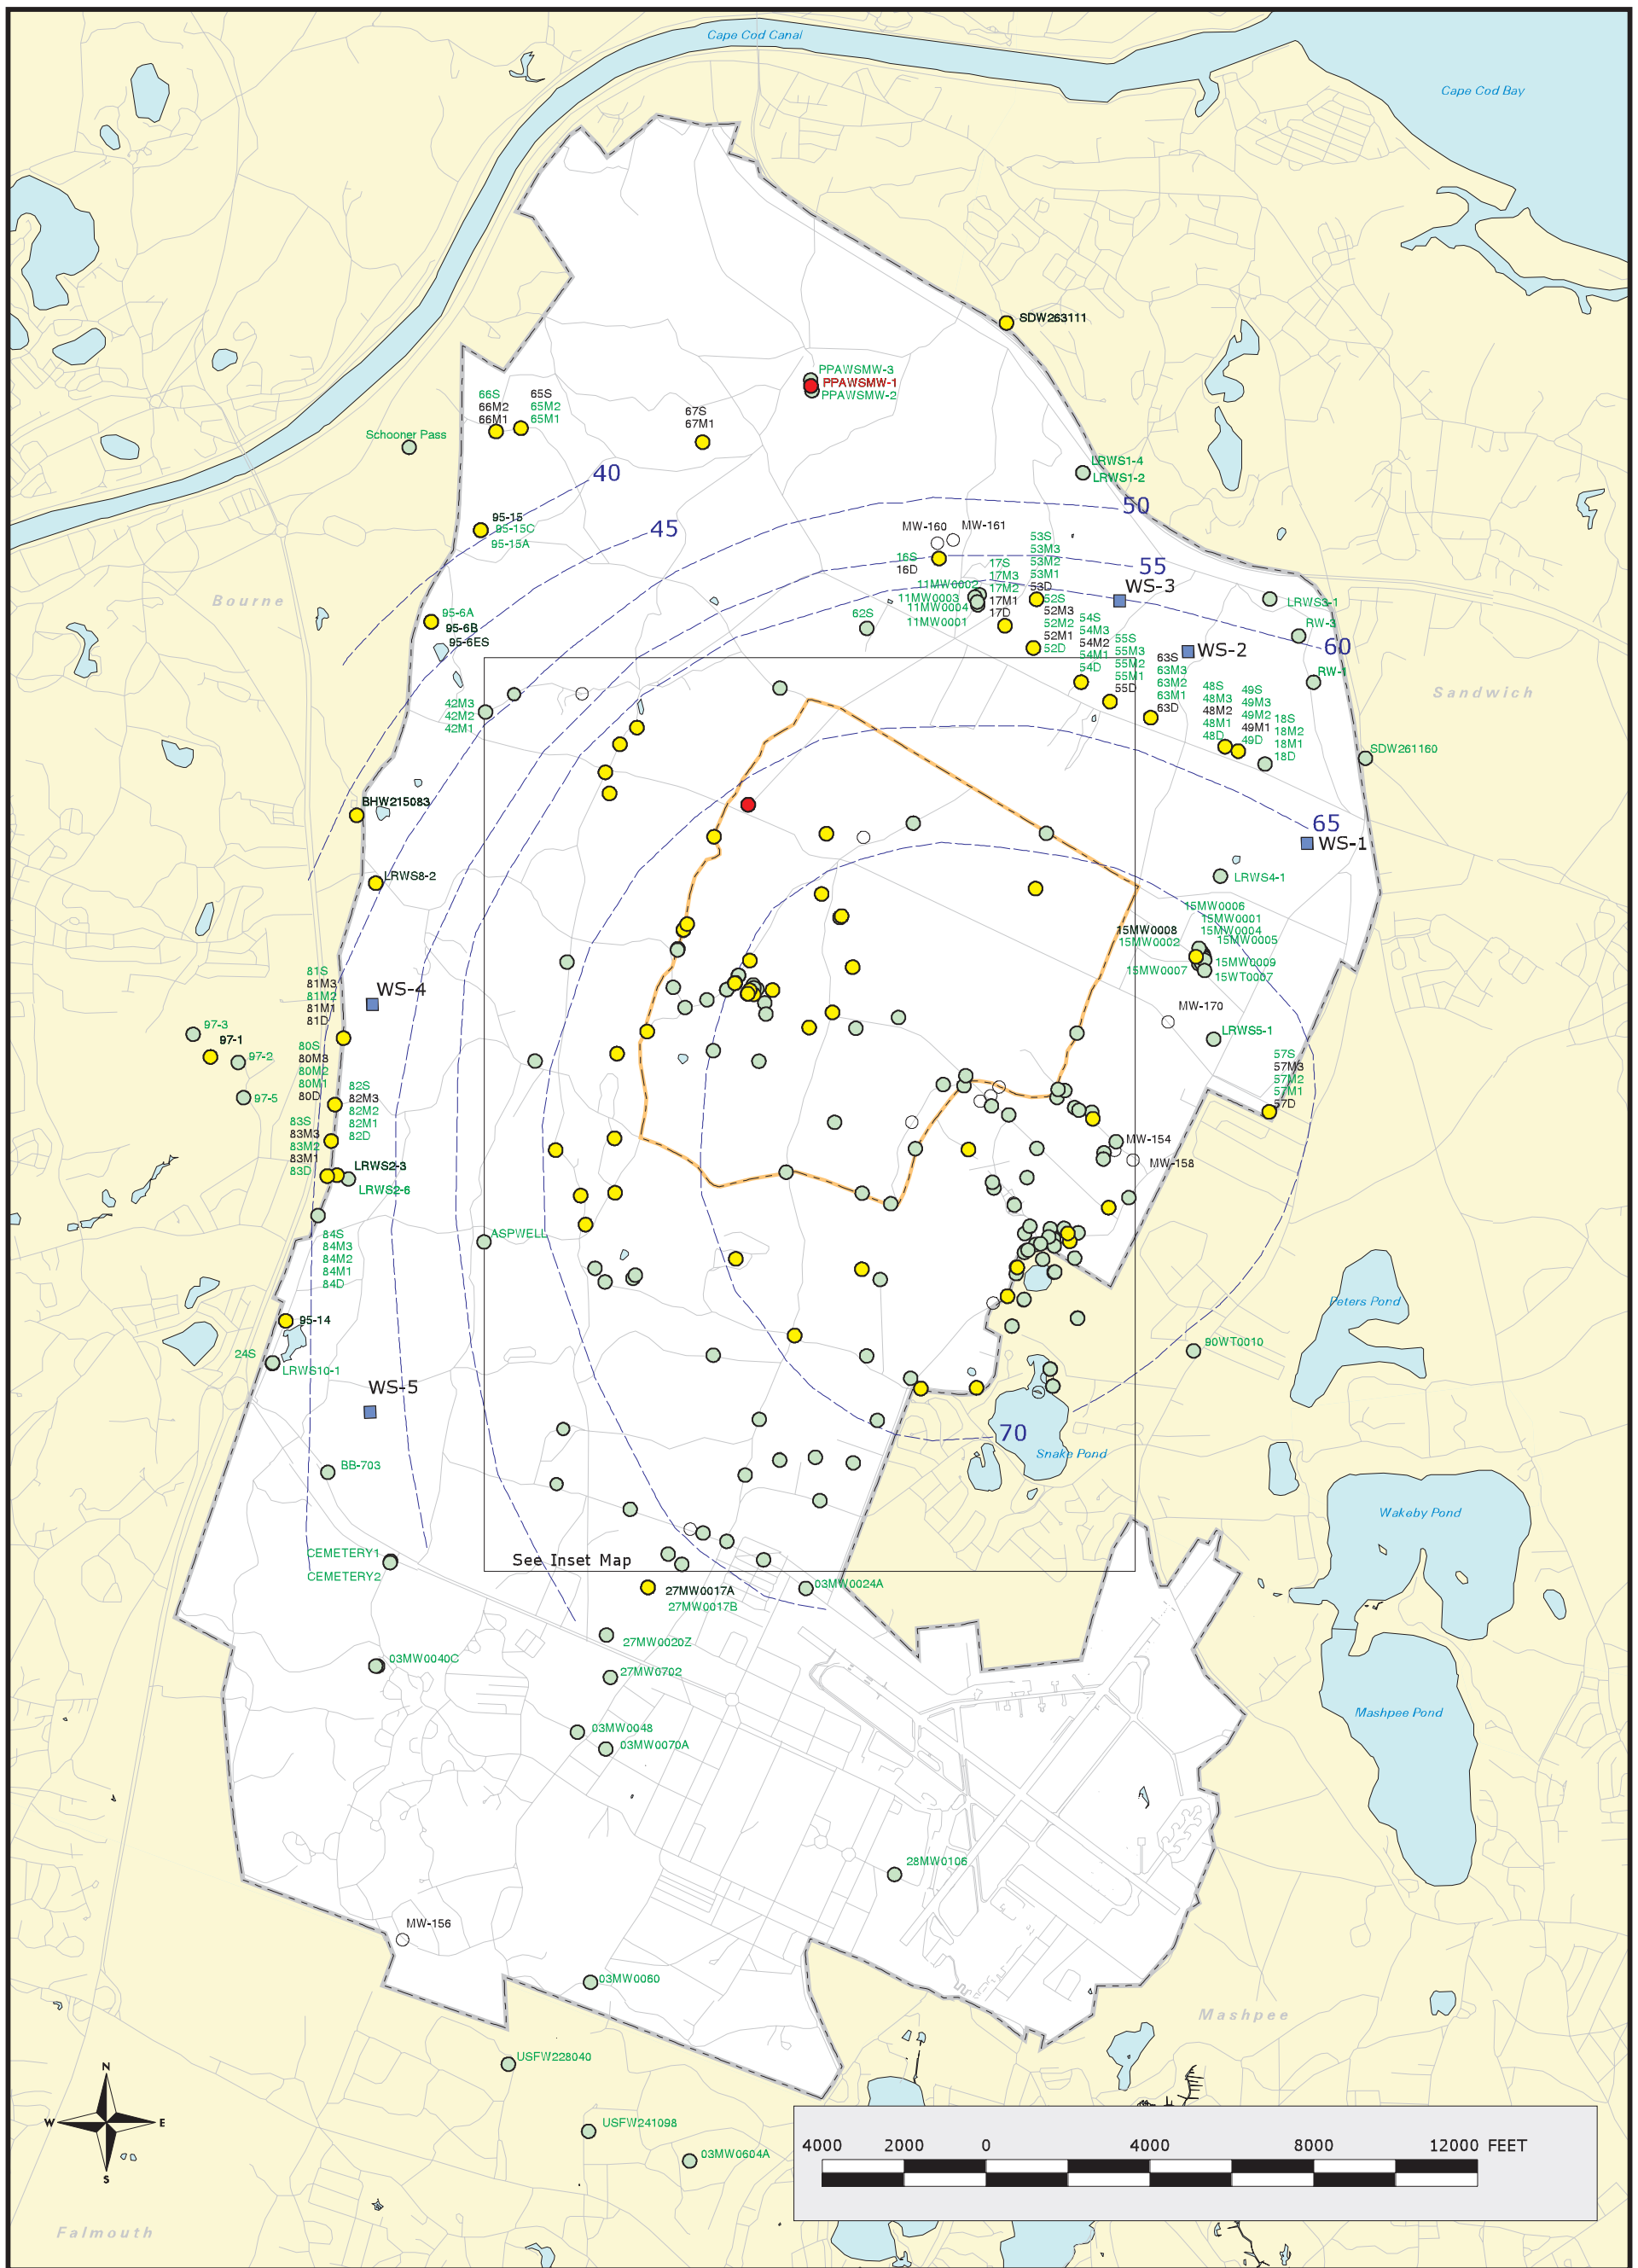 Cape Cod Canal
Cape Cod Bay
SDW263111
PPAWSMW-3
PPAWSMW-1
PPAWSMW-2
66S
66M2
66M1
65S
65M2
65M1
67S
67M1
Schooner Pass
LRWS1-4
LRWS1-2
40
45
50
55
60
65
70
95-15
95-15C
95-15A
MW-160
MW-161
16S
16D
53S
53M3
53M2
53M1
53D
17S
17M3
17M2
17M1
17D
11MW0002
11MW0003
11MW0004
11MW0001
WS-3
LRWS3-1
Bourne
95-6A
95-6B
95-6ES
62S
52S
52M3
52M2
52M1
52D
54S
54M3
54M2
54M1
54D
55S
55M3
55M2
55M1
55D
RW-3
WS-2
RW-1
63S
63M3
63M2
63M1
63D
Sandwich
42M3
42M2
42M1
48S
48M3
48M2
48M1
48D
49S
49M3
49M2
49M1
49D
18S
18M2
18M1
18D
SDW261160
BHW215083
WS-1
LRWS8-2
LRWS4-1
15MW0006
15MW0001
15MW0004
15MW0008
15MW0002
15MW0005
15MW0007
15MW0009
15WT0007
81S
81M3
81M2
81M1
81D
WS-4
MW-170
97-3
97-1
97-2
97-5
LRWS5-1
80S
80M3
80M2
80M1
80D
57S
57M3
57M2
57M1
57D
82S
82M3
82M2
82M1
82D
83S
83M3
83M2
83M1
83D
MW-154
MW-158
LRWS2-3
LRWS2-6
84S
84M3
84M2
84M1
84D
ASPWELL
Peters Pond
95-14
24S
LRWS10-1
90WT0010
WS-5
Snake Pond
BB-703
Wakeby Pond
CEMETERY1
CEMETERY2
See Inset Map
27MW0017A
27MW0017B
03MW0024A
27MW0020Z
03MW0040C
27MW0702
Mashpee Pond
03MW0048
03MW0070A
28MW0106
MW-156
03MW0060
Mashpee
USFW228040
USFW241098
03MW0604A
N
W
E
S
Falmouth
4000 2000 0 4000 8000 12000 FEET